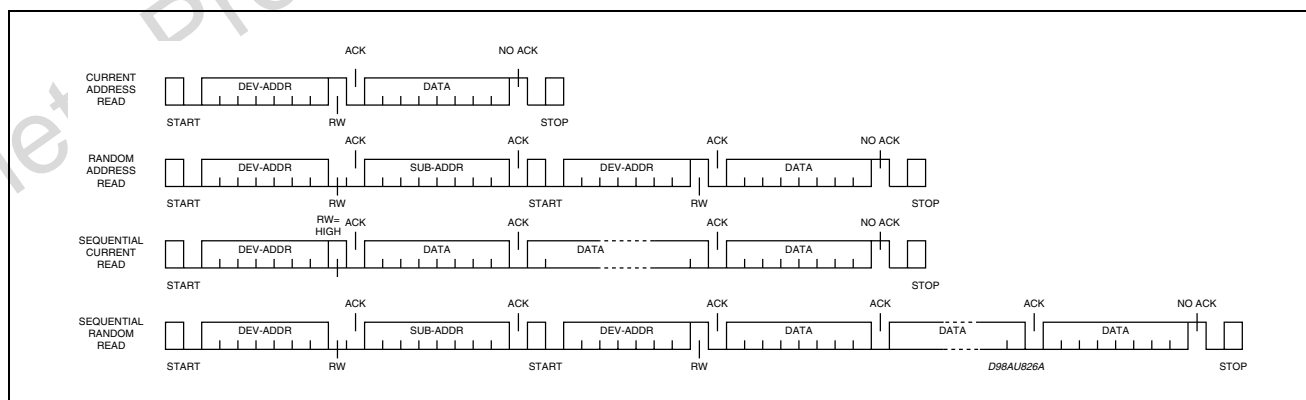 ACK NO ACK
CURRENT
ADDRESS
READ
DEV-ADDR DATA
START RW STOP
ACK ACK ACK NO ACK
RANDOM
ADDRESS
READ
DEV-ADDR SUB-ADDR DEV-ADDR DATA
START RW START RW STOP
RW=
HIGH
ACK ACK ACK NO ACK
SEQUENTIAL
CURRENT
READ
DEV-ADDR DATA DATA DATA
START STOP
ACK ACK ACK ACK ACK NO ACK
SEQUENTIAL
RANDOM
READ
DEV-ADDR SUB-ADDR DEV-ADDR DATA DATA DATA
START RW START RW D98AU826A STOP